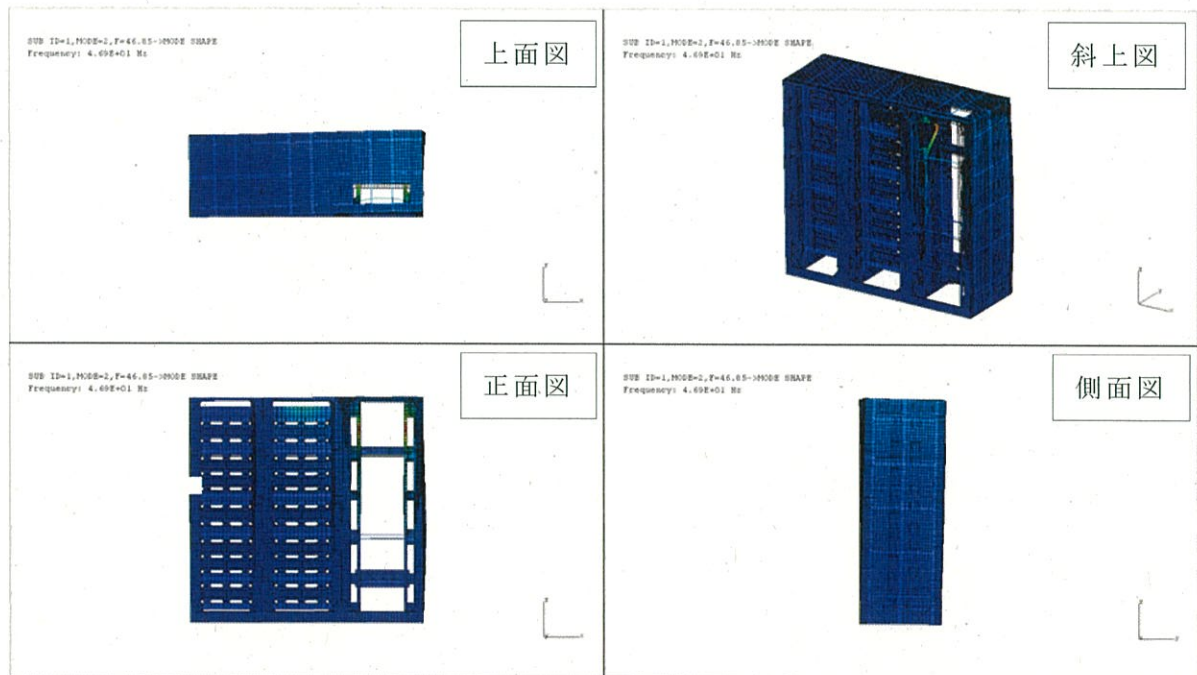 SUB ID=1,MODE=2,F=46.85->MODE SHAPE
Frequency: 4.69E+01 Hz
上面図
SUB ID=1,MODE=2,F=46.85->MODE SHAPE
Frequency: 4.69E+01 Hz
斜上図
SUB ID=1,MODE=2,F=46.85->MODE SHAPE
Frequency: 4.69E+01 Hz
正面図
SUB ID=1,MODE=2,F=46.85->MODE SHAPE
Frequency: 4.69E+01 Hz
側面図